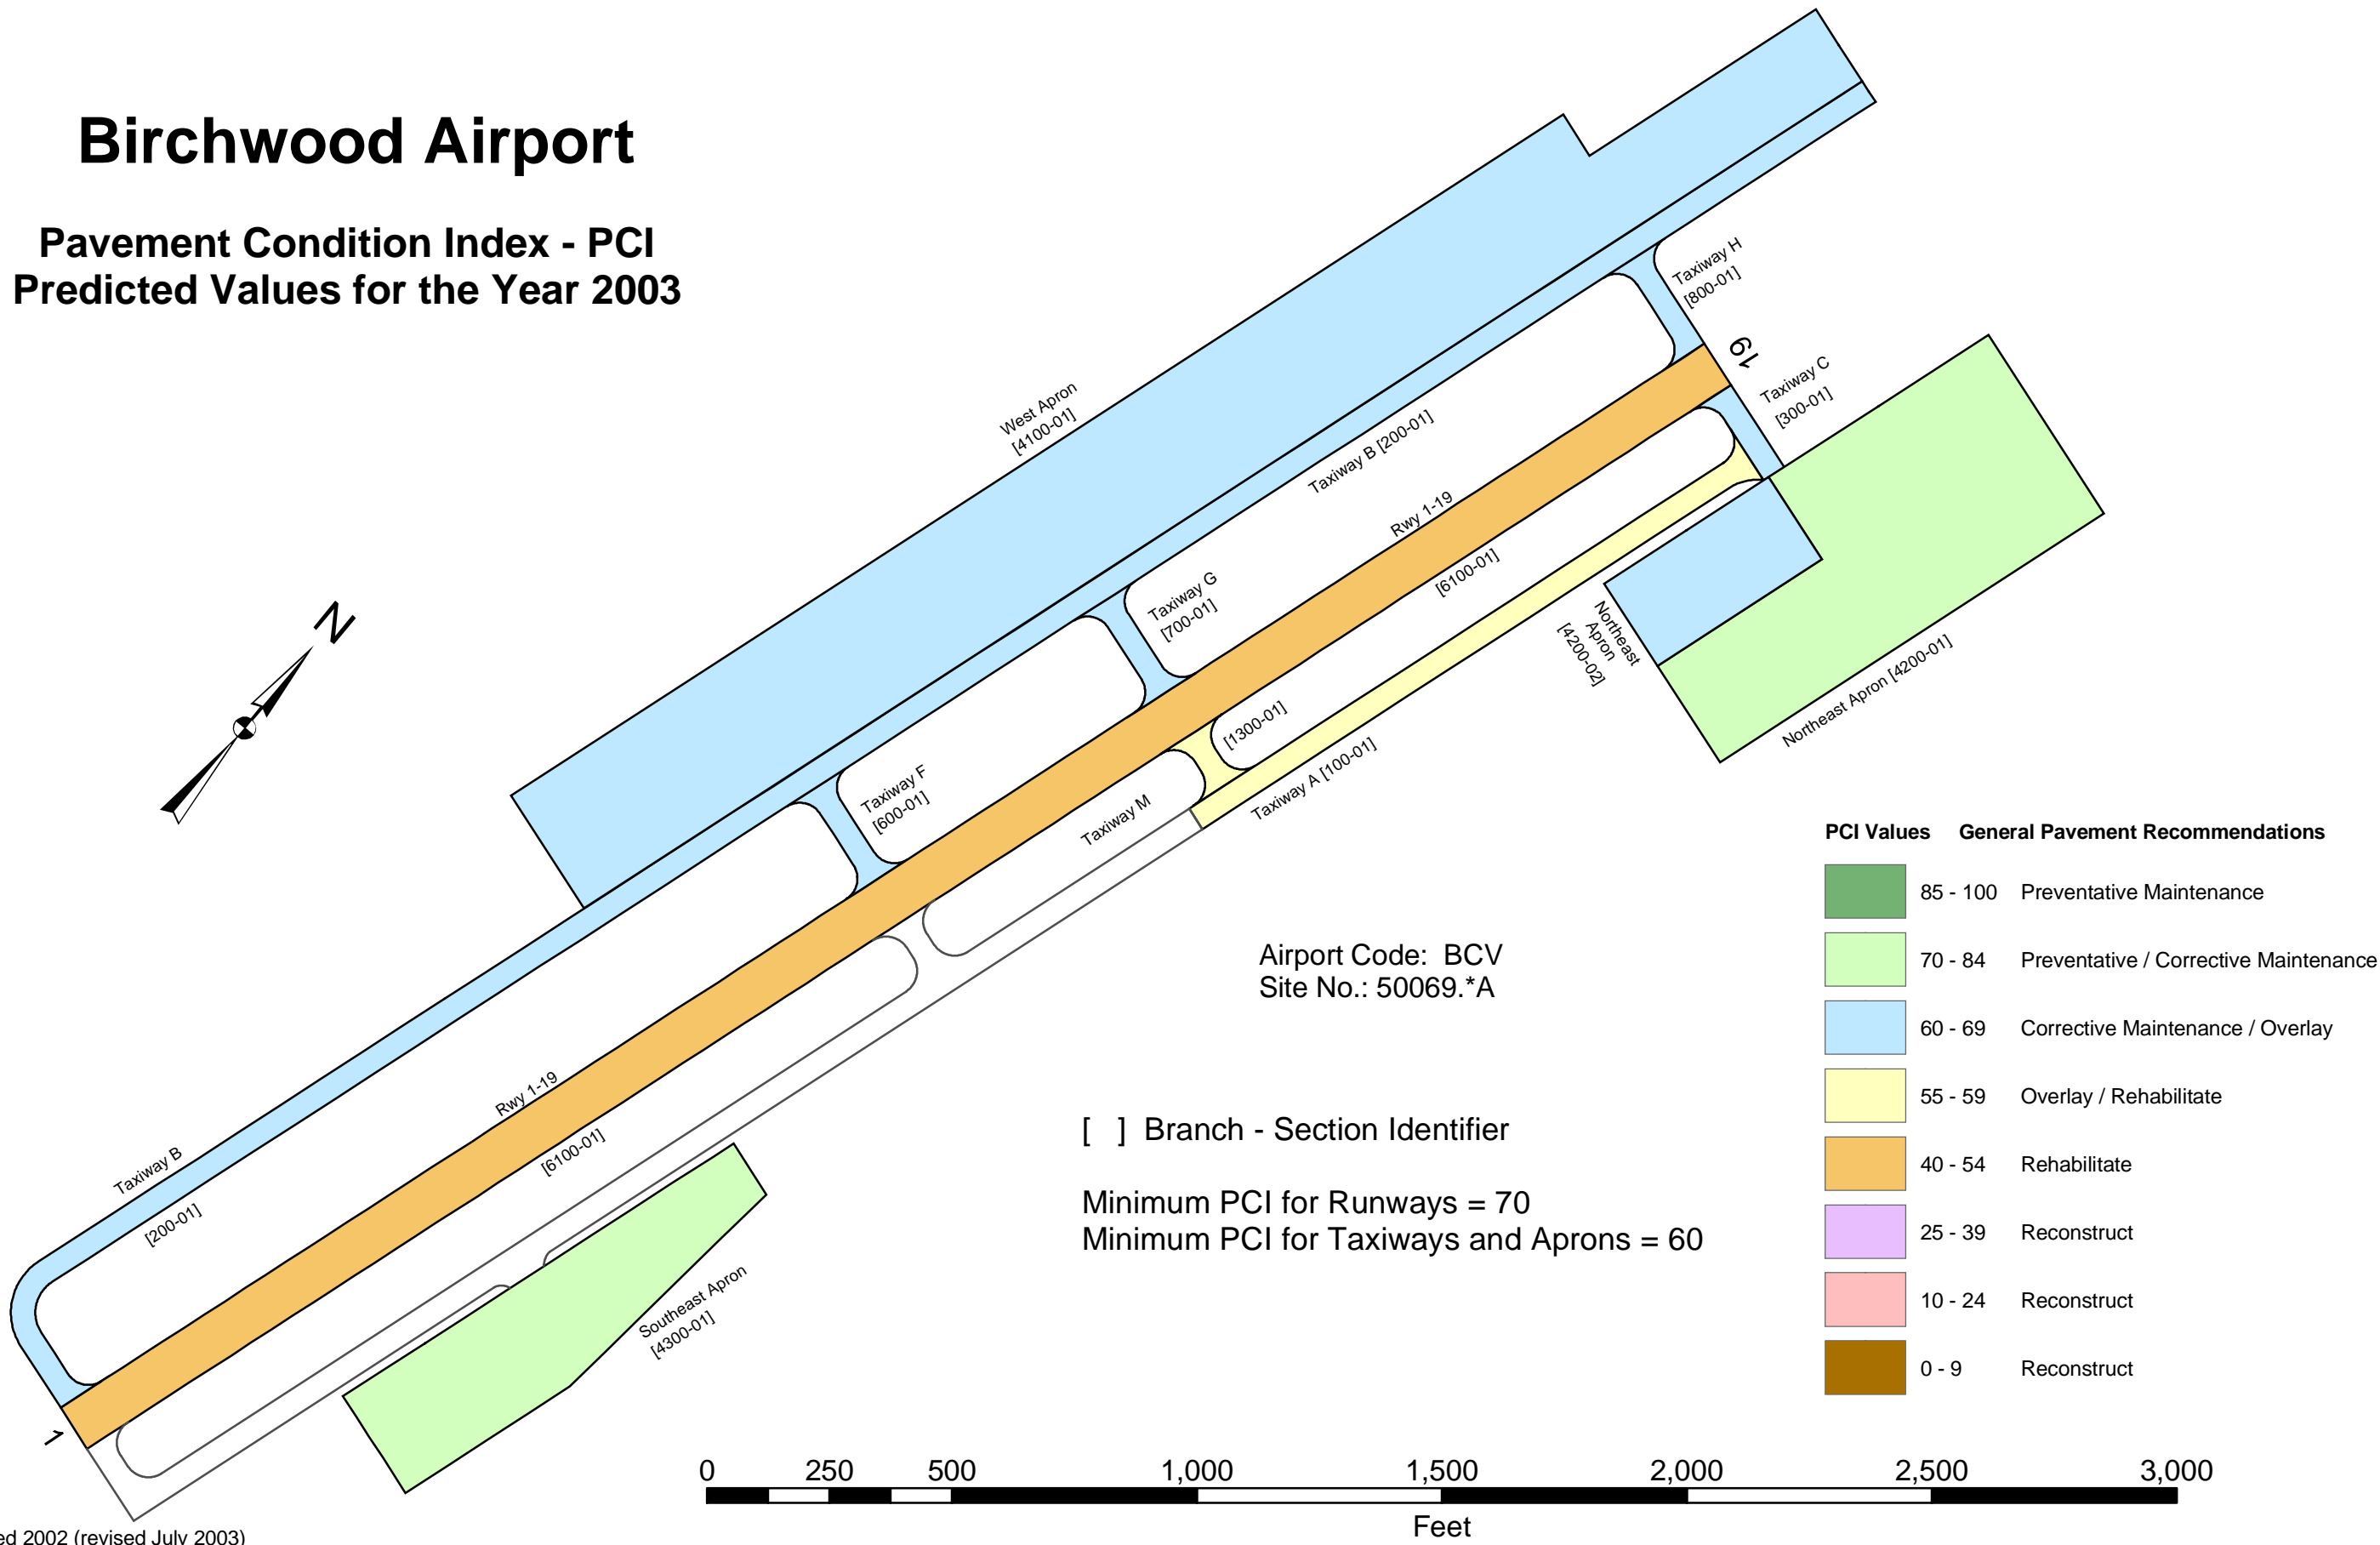 Birchwood Airport
Pavement Condition Index - PCI
Predicted Values for the Year 2003
N
West Apron
[4100-01]
Taxiway H
[800-01]
19
Taxiway C
[300-01]
Taxiway B [200-01]
Rwy 1-19
[6100-01]
Taxiway G
[700-01]
Northeast
Apron
[4200-02]
Northeast Apron [4200-01]
[1300-01]
Taxiway A [100-01]
Taxiway F
[600-01]
Taxiway M
Rwy 1-19
[6100-01]
Taxiway B
[200-01]
Southeast Apron
[4300-01]
1
Airport Code: BCV
Site No.: 50069.*A
[ ] Branch - Section Identifier
Minimum PCI for Runways = 70
Minimum PCI for Taxiways and Aprons = 60
PCI Values General Pavement Recommendations
85 - 100 Preventative Maintenance
70 - 84 Preventative / Corrective Maintenance
60 - 69 Corrective Maintenance / Overlay
55 - 59 Overlay / Rehabilitate
40 - 54 Rehabilitate
25 - 39 Reconstruct
10 - 24 Reconstruct
0 - 9 Reconstruct
0 250 500 1,000 1,500 2,000 2,500 3,000
Feet
2002 (revised July 2003)